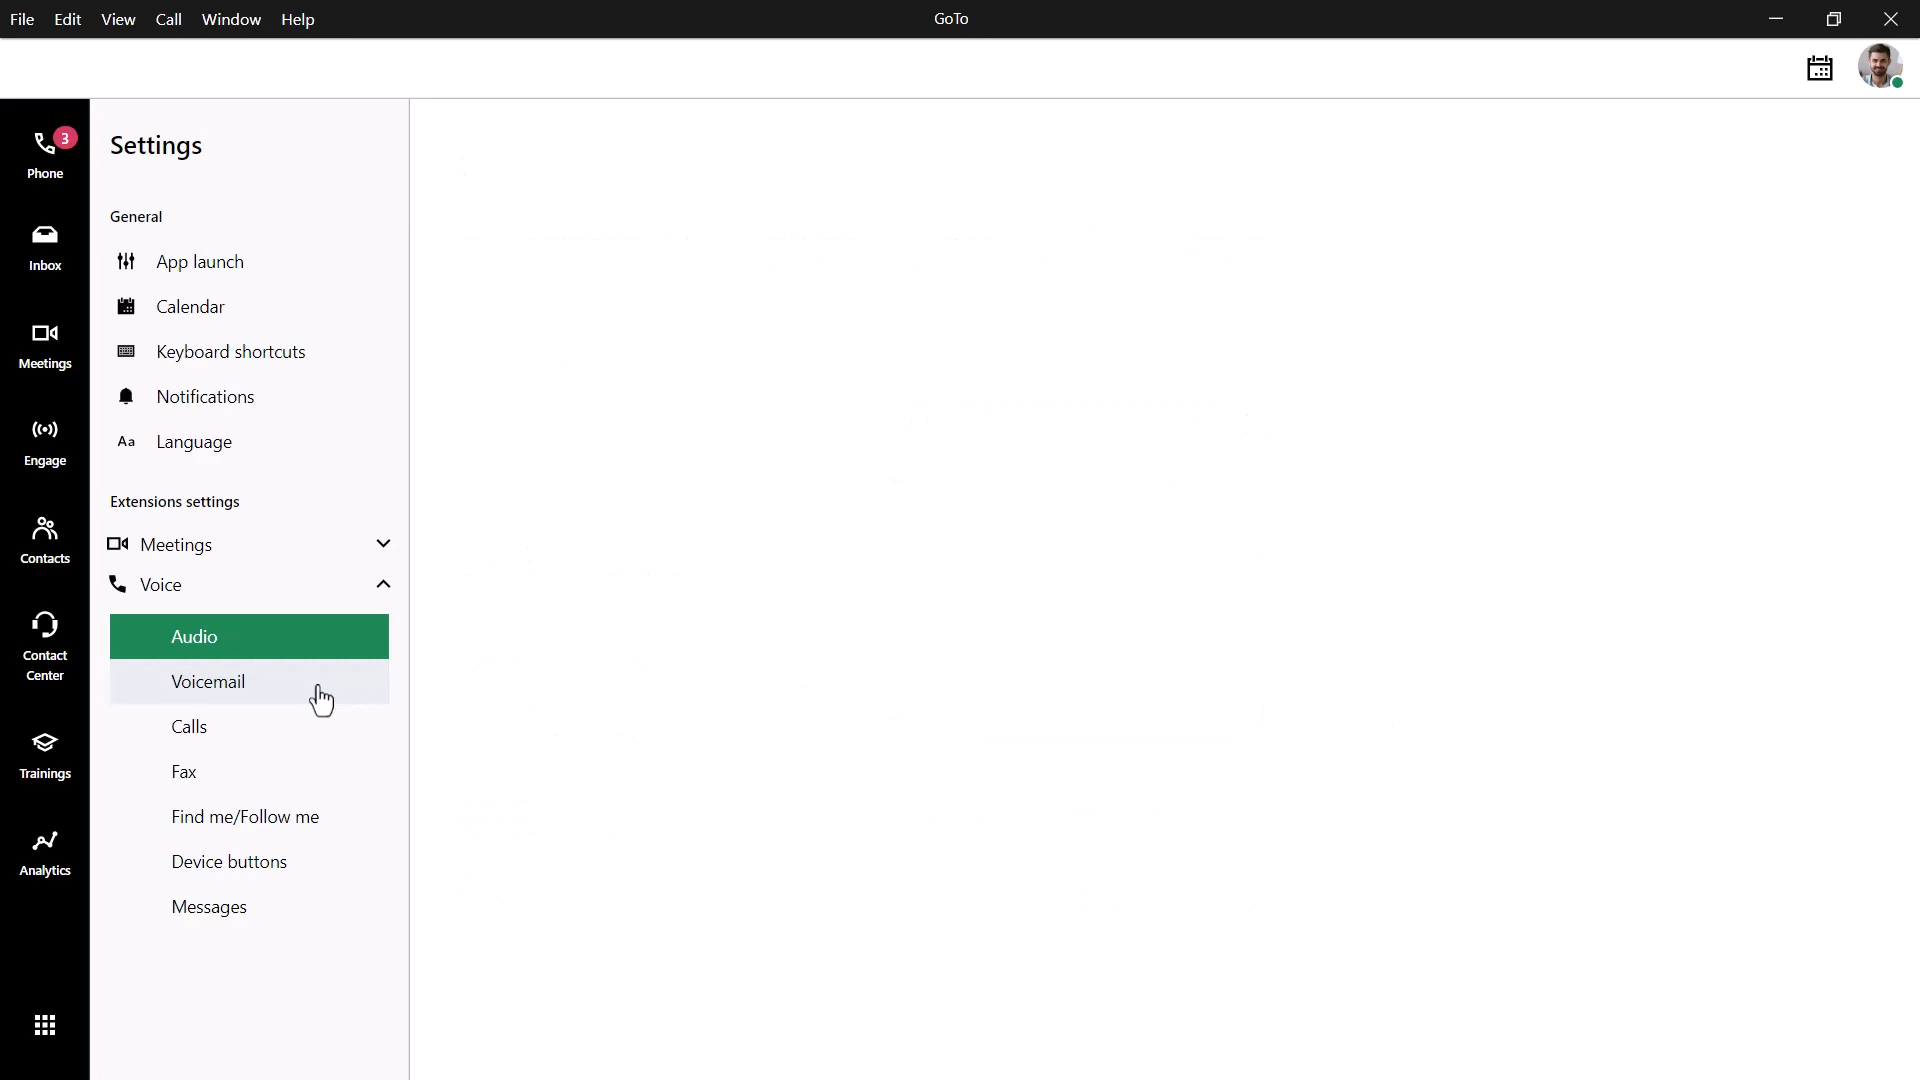 File Edit View Call Window Help
GoTo
3
Phone
Inbox
Meetings
Engage
Contacts
Contact
Center
Trainings
Analytics
Settings
General
App launch
Calendar
Keyboard shortcuts
Notifications
Aa Language
Extensions settings
Meetings
Voice
Audio
Voicemail
Calls
Fax
Find me/Follow me
Device buttons
Messages